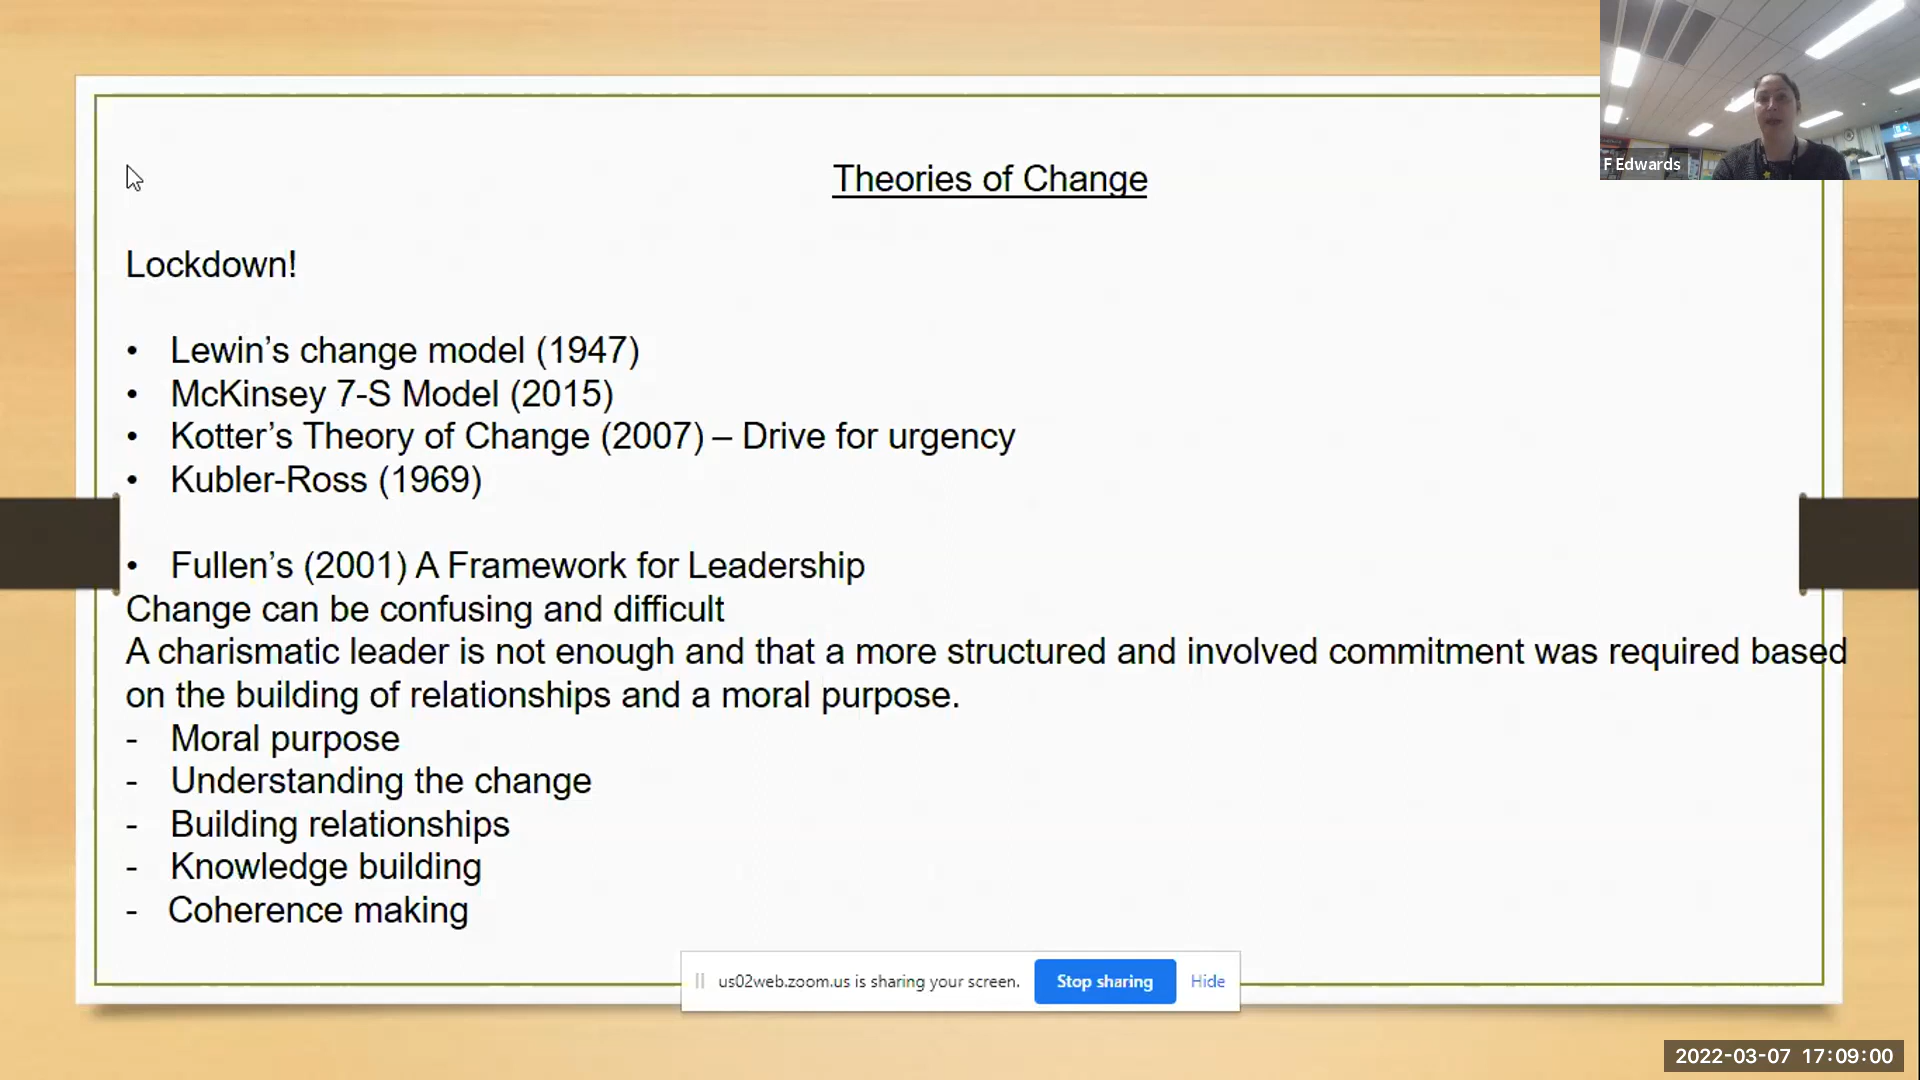 F Edwards
Theories of Change
Lockdown!
• Lewin’s change model (1947)
• McKinsey 7-S Model (2015)
• Kotter’s Theory of Change (2007) – Drive for urgency
• Kubler-Ross (1969)
• Fullen’s (2001) A Framework for Leadership
Change can be confusing and difficult
A charismatic leader is not enough and that a more structured and involved commitment was required based
on the building of relationships and a moral purpose.
- Moral purpose
- Understanding the change
- Building relationships
- Knowledge building
- Coherence making
us02web.zoom.us is sharing your screen. Stop sharing Hide
2022-03-07 17:09:00